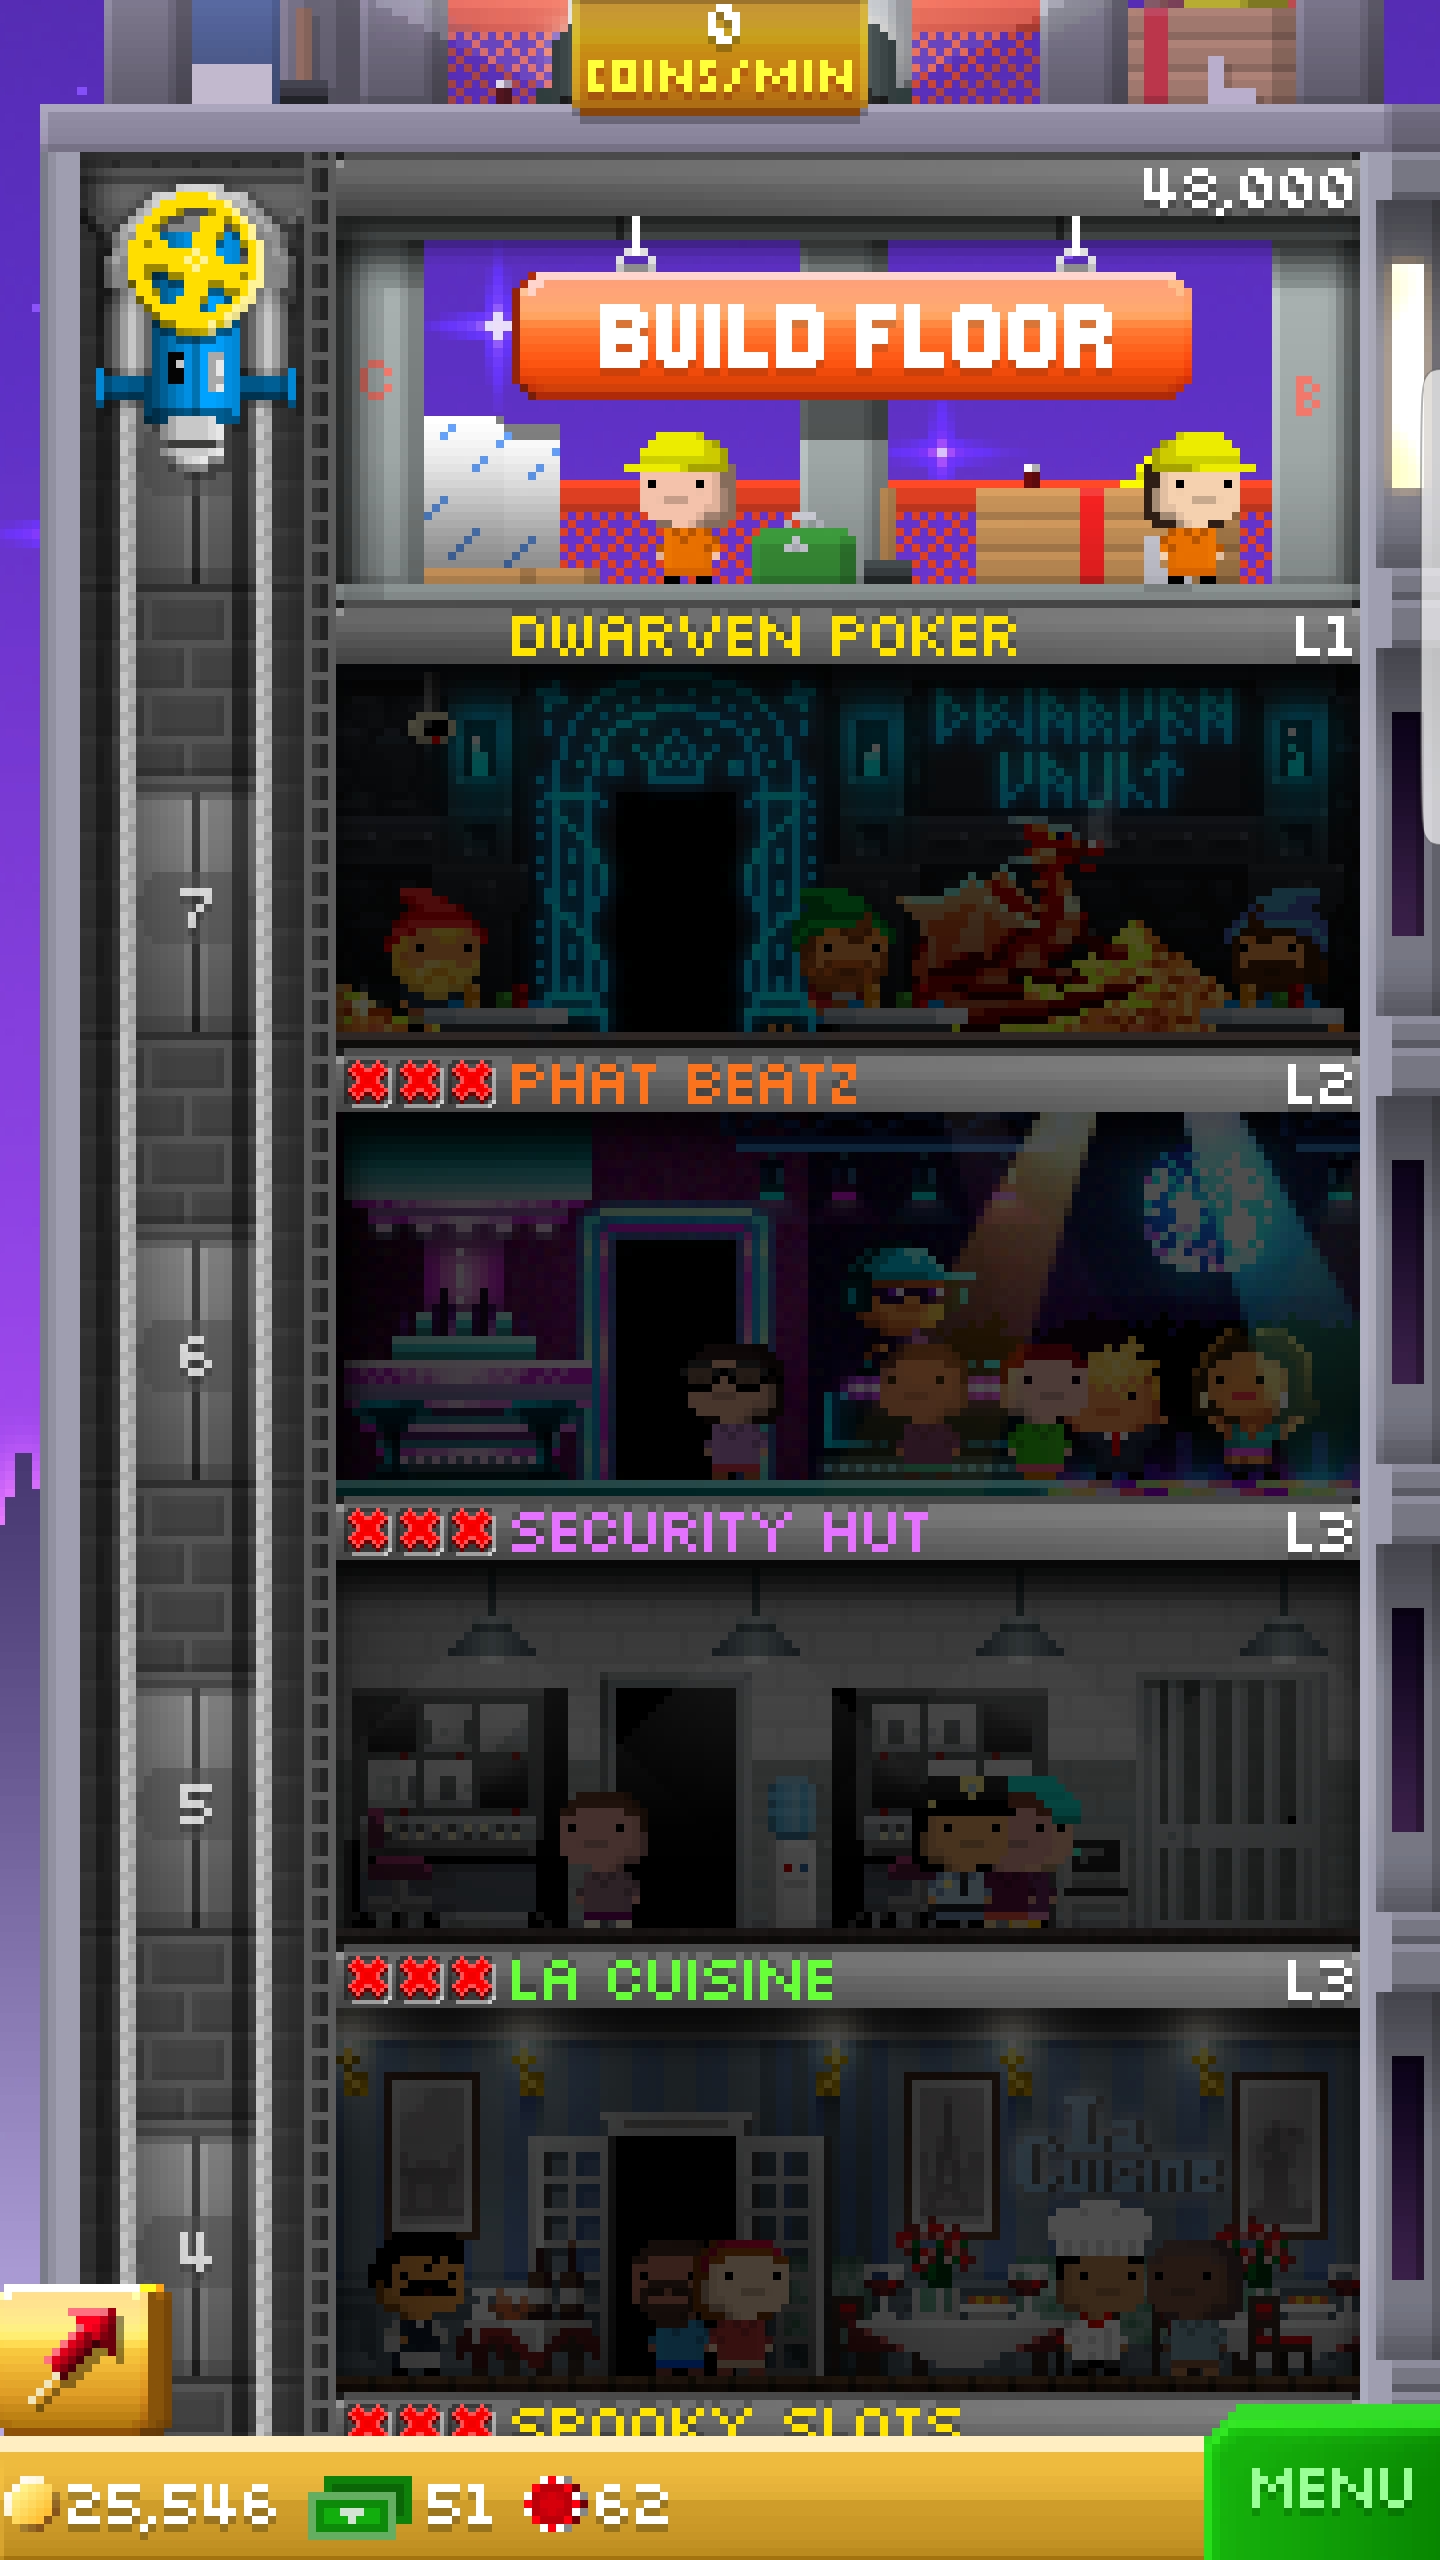 0
COINS/MIN
48,000
BUILD FLOOR
C
B
DWARVEN POKER L1
DWARVEN
VAULT
7
PHAT BEATZ L2
6
SECURITY HUT L3
5
LA CUISINE L3
La
Cuisine
4
SPOOKY SLOTS
25,546 51 62
MENU